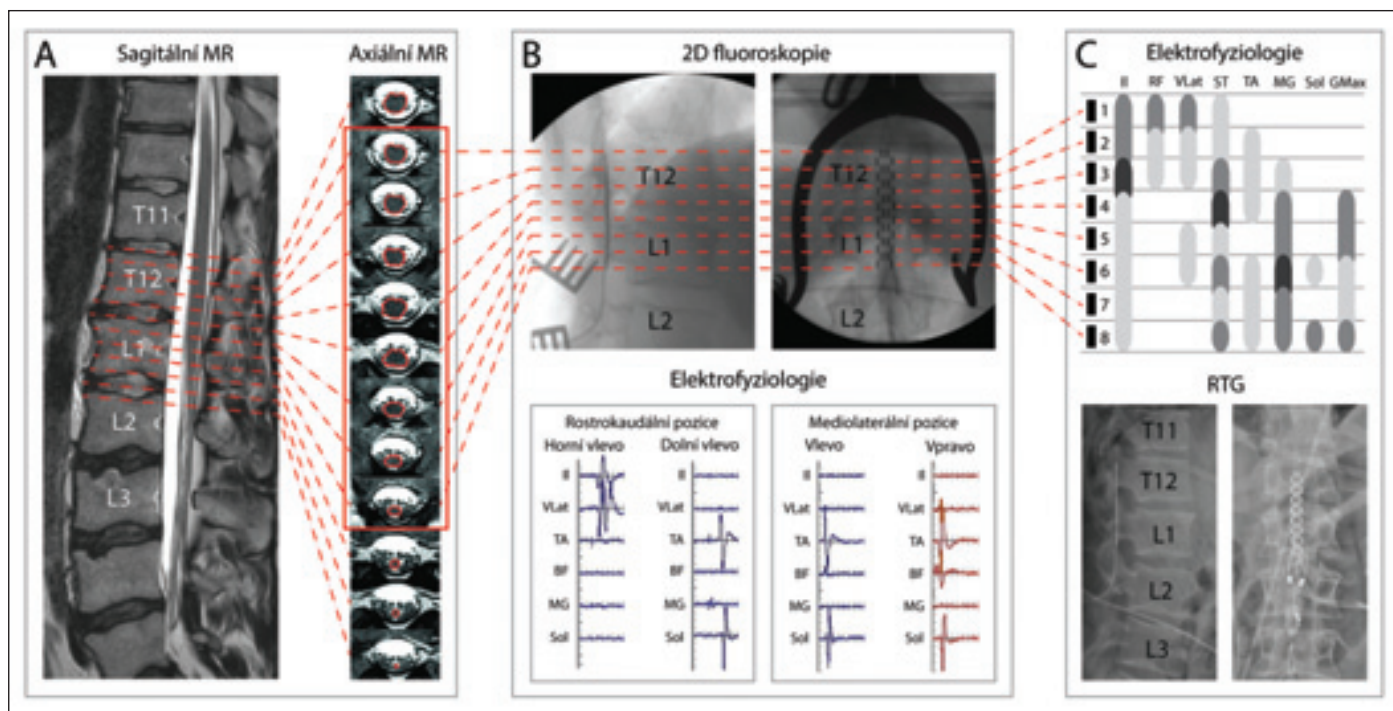 A
Sagitální MR
Axiální MR
T11
T12
L1
L2
L3
B
2D fluoroskopie
T12
L1
L2
T12
L1
L2
Elektrofyziologie
Rostrokaudální pozice
Horní vlevo
Dolní vlevo
Il
VLat
TA
BF
MG
Sol
Il
VLat
TA
BF
MG
Sol
Mediolaterální pozice
Vlevo
Vpravo
Il
VLat
TA
BF
MG
Sol
Il
VLat
TA
BF
MG
Sol
C
Elektrofyziologie
Il RF VLat ST TA MG Sol GMax
1
2
3
4
5
6
7
8
RTG
T11
T12
L1
L2
L3